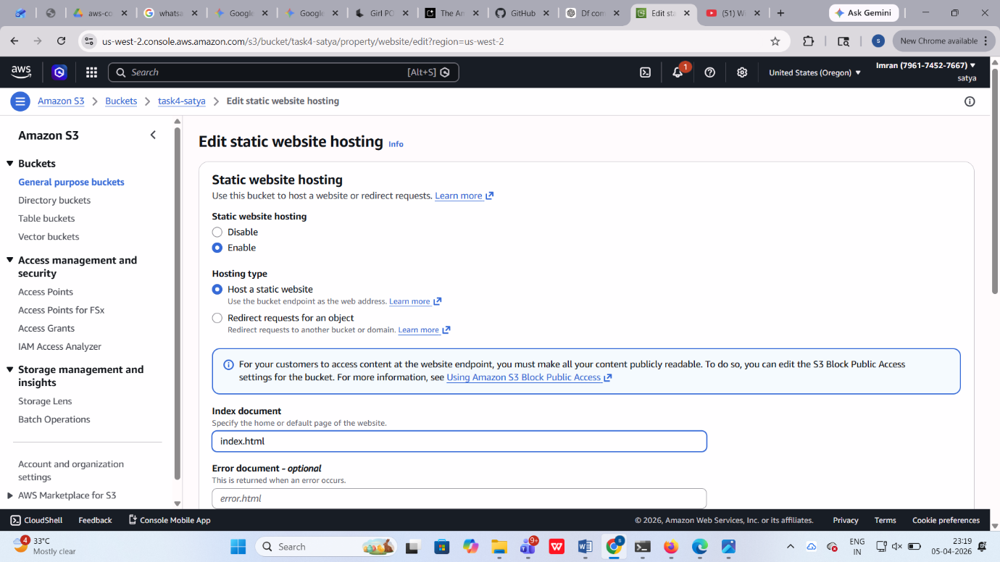 aws-co
whatsa
Google
Google
Girl PO
The An
GitHub
Df com
Edit sta
(51) W
Ask Gemini
us-west-2.console.aws.amazon.com/s3/bucket/task4-satya/property/website/edit?region=us-west-2
S
New Chrome available
aws
Search
[Alt+S]
1
United States (Oregon)
Imran (7961-7452-7667)
satya
Amazon S3
Buckets
task4-satya
Edit static website hosting
Amazon S3
Buckets
General purpose buckets
Directory buckets
Table buckets
Vector buckets
Access management and
security
Access Points
Access Points for FSx
Access Grants
IAM Access Analyzer
Storage management and
insights
Storage Lens
Batch Operations
Account and organization
settings
AWS Marketplace for S3
Edit static website hosting Info
Static website hosting
Use this bucket to host a website or redirect requests. Learn more
Static website hosting
Disable
Enable
Hosting type
Host a static website
Use the bucket endpoint as the web address. Learn more
Redirect requests for an object
Redirect requests to another bucket or domain. Learn more
For your customers to access content at the website endpoint, you must make all your content publicly readable. To do so, you can edit the S3 Block Public Access
settings for the bucket. For more information, see Using Amazon S3 Block Public Access
Index document
Specify the home or default page of the website.
index.html
Error document - optional
This is returned when an error occurs.
error.html
CloudShell
Feedback
Console Mobile App
© 2026, Amazon Web Services, Inc. or its affiliates.
Privacy
Terms
Cookie preferences
4
33°C
Mostly clear
Search
9+
ENG
IN
23:19
05-04-2026